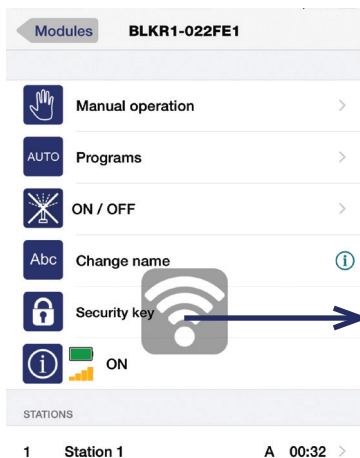 Modules BLKR1-022FE1
Manual operation
AUTO Programs
ON / OFF
Abc Change name
Security key
ON
STATIONS
1 Station 1 A 00:32